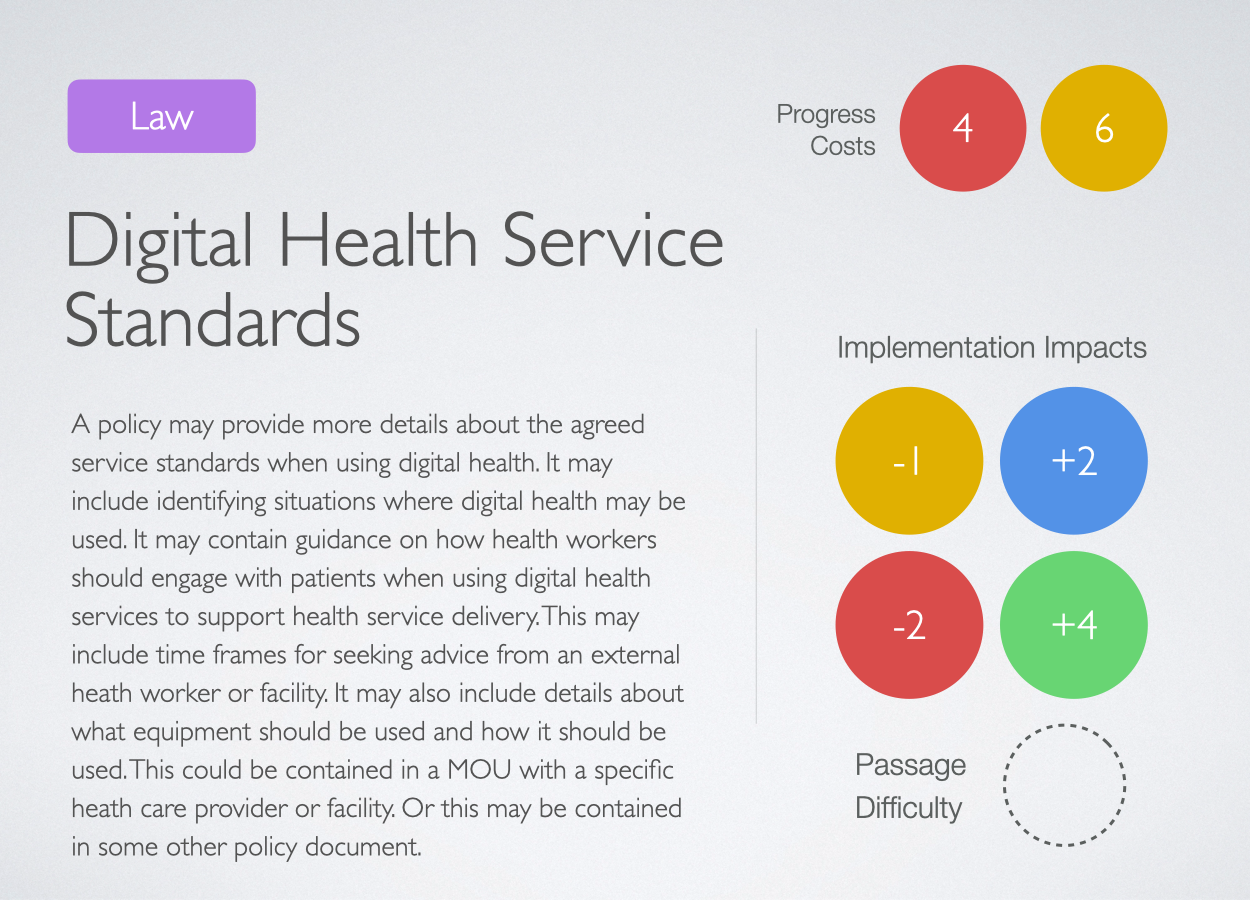 Law
Progress
Costs
4
6
Digital Health Service
Standards
A policy may provide more details about the agreed
service standards when using digital health. It may
include identifying situations where digital health may be
used. It may contain guidance on how health workers
should engage with patients when using digital health
services to support health service delivery. This may
include time frames for seeking advice from an external
heath worker or facility. It may also include details about
what equipment should be used and how it should be
used. This could be contained in a MOU with a specific
heath care provider or facility. Or this may be contained
in some other policy document.
Implementation Impacts
-1
+2
-2
+4
Passage
Difficulty